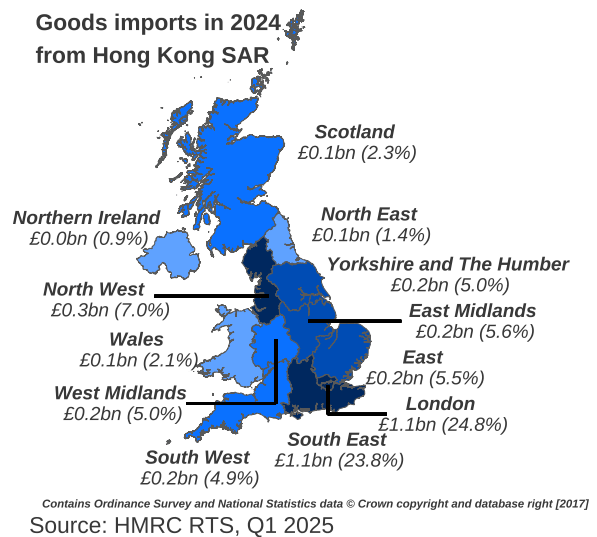 Goods imports in 2024
from Hong Kong SAR
Scotland
£0.1bn (2.3%)
Northern Ireland
£0.0bn (0.9%)
North East
£0.1bn (1.4%)
Yorkshire and The Humber
£0.2bn (5.0%)
North West
£0.3bn (7.0%)
East Midlands
£0.2bn (5.6%)
Wales
£0.1bn (2.1%)
East
£0.2bn (5.5%)
West Midlands
£0.2bn (5.0%)
London
£1.1bn (24.8%)
South East
£1.1bn (23.8%)
South West
£0.2bn (4.9%)
Contains Ordinance Survey and National Statistics data © Crown copyright and database right [2017]
Source: HMRC RTS, Q1 2025